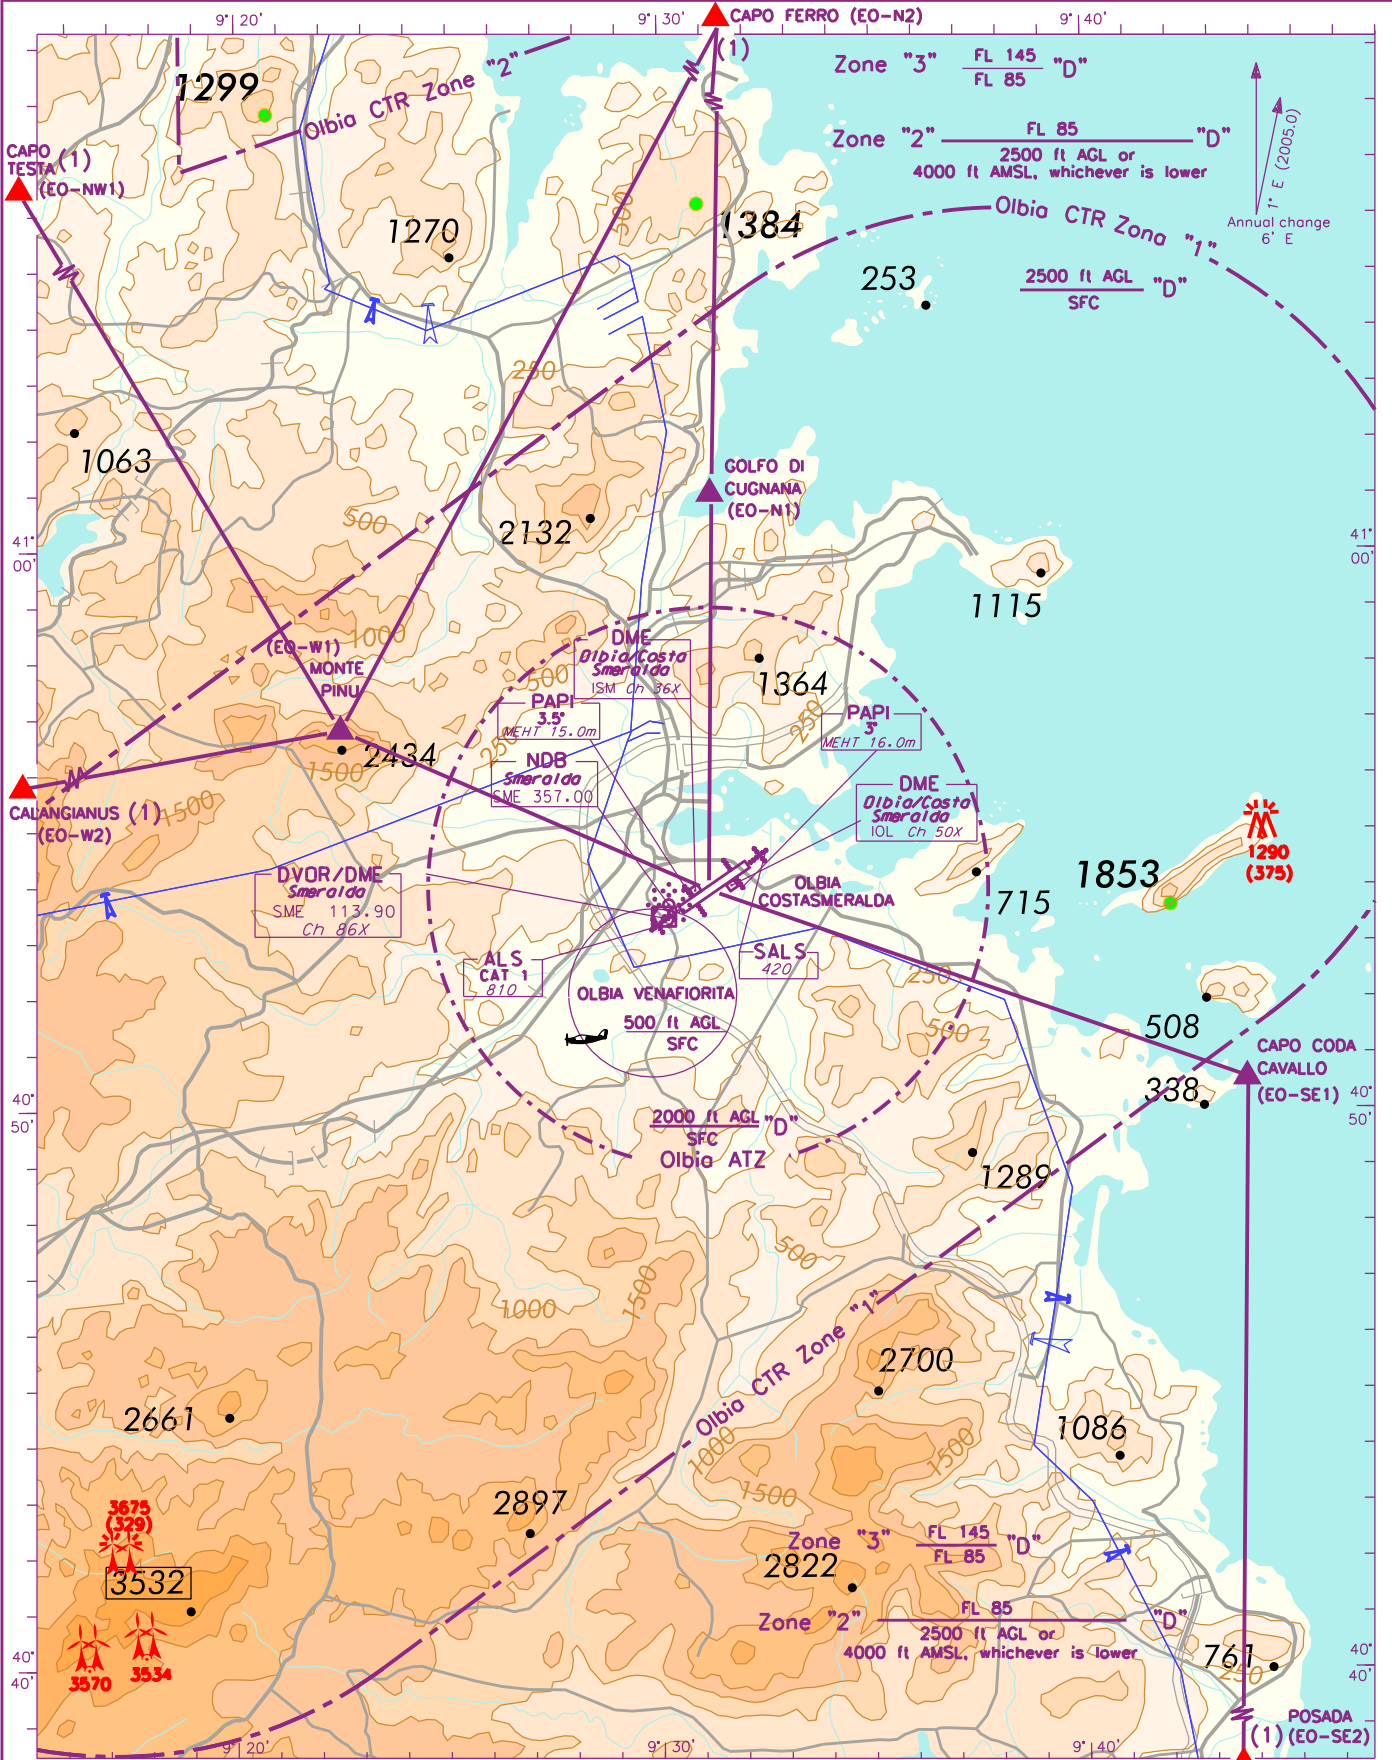 9° 20'
9° 30'
CAPO FERRO (EO-N2)
(1)
9° 40'
Zone "3" FL 145 "D"
FL 85
Olbia CTR Zone "2"
1299
Zone "2" FL 85 "D"
2500 ft AGL or
4000 ft AMSL, whichever is lower
1° E (2005.0)
Annual change
6' E
CAPO
TESTA (1)
(EO-NW1)
500
1384
1270
Olbia CTR Zona "1"
253
2500 ft AGL "D"
SFC
250
1063
500
2132
GOLFO DI
CUGNANA
(EO-N1)
41°
00'
41°
00'
1115
1000
(EO-W1)
MONTE
PINU
DME
Olbia/Costa
Smeralda
ISM Ch 36X
500
1364
250
PAPI
3.5°
MEHT 15.0m
PAPI
3°
MEHT 16.0m
250
2434
1500
NDB
Smeralda
SME 357.00
DME
Olbia/Costa
Smeralda
IOL Ch 50X
CALANGIANUS (1)
(EO-W2)
1500
1290
(375)
1853
DVOR/DME
Smeralda
SME 113.90
Ch 86X
OLBIA
COSTASMERALDA
715
ALS
CAT 1
810
SALS
420
250
OLBIA VENAFIORITA
500 ft AGL
SFC
500
508
CAPO CODA
CAVALLO
(EO-SE1)
338
40°
50'
40°
50'
2000 ft AGL "D"
SFC
Olbia ATZ
1289
500
1500
1000
Olbia CTR Zone "1"
2700
2661
1000
1500
1086
1500
2897
3675
(329)
3532
3570
3534
Zone "3" FL 145 "D"
FL 85
2822
Zone "2" FL 85 "D"
2500 ft AGL or
4000 ft AMSL, whichever is lower
761
250
40°
40'
40°
40'
POSADA
(1) (EO-SE2)
9° 20'
9° 30'
9° 40'